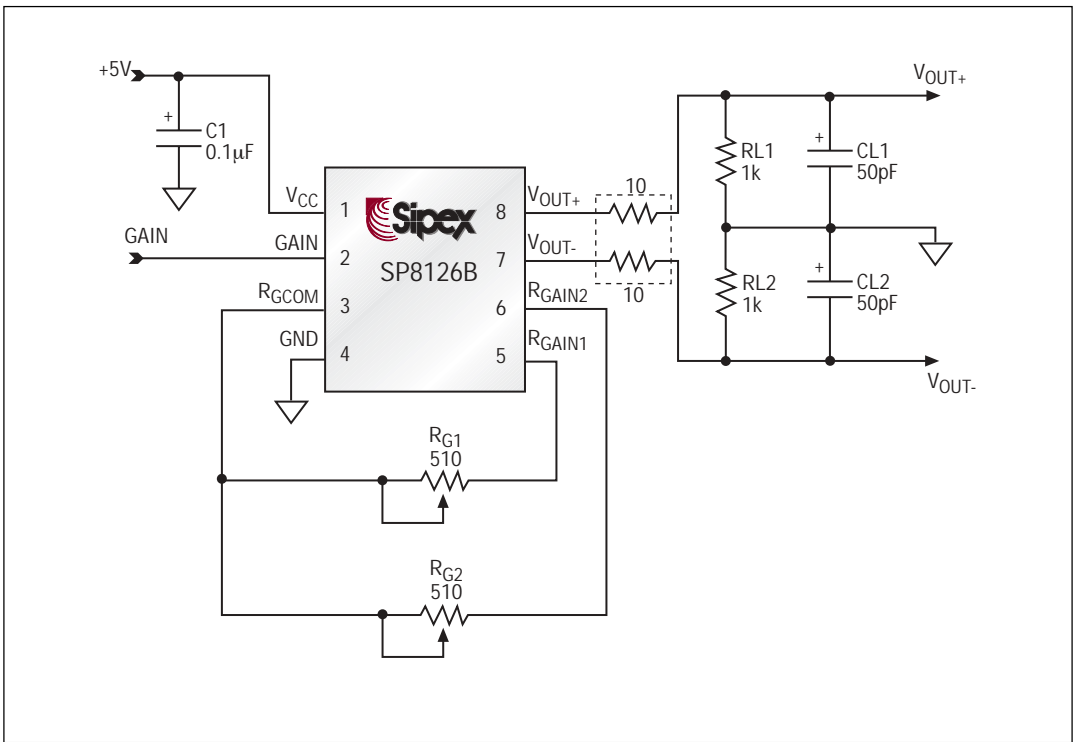 +5V
+
C1
0.1µF
GAIN
VCC
GAIN
RGCOM
GND
1
2
3
4
Sipex
SP8126B
8
7
6
5
VOUT+
VOUT-
RGAIN2
RGAIN1
10
10
VOUT+
RL1
1k
+
CL1
50pF
RL2
1k
+
CL2
50pF
VOUT-
RG1
510
RG2
510